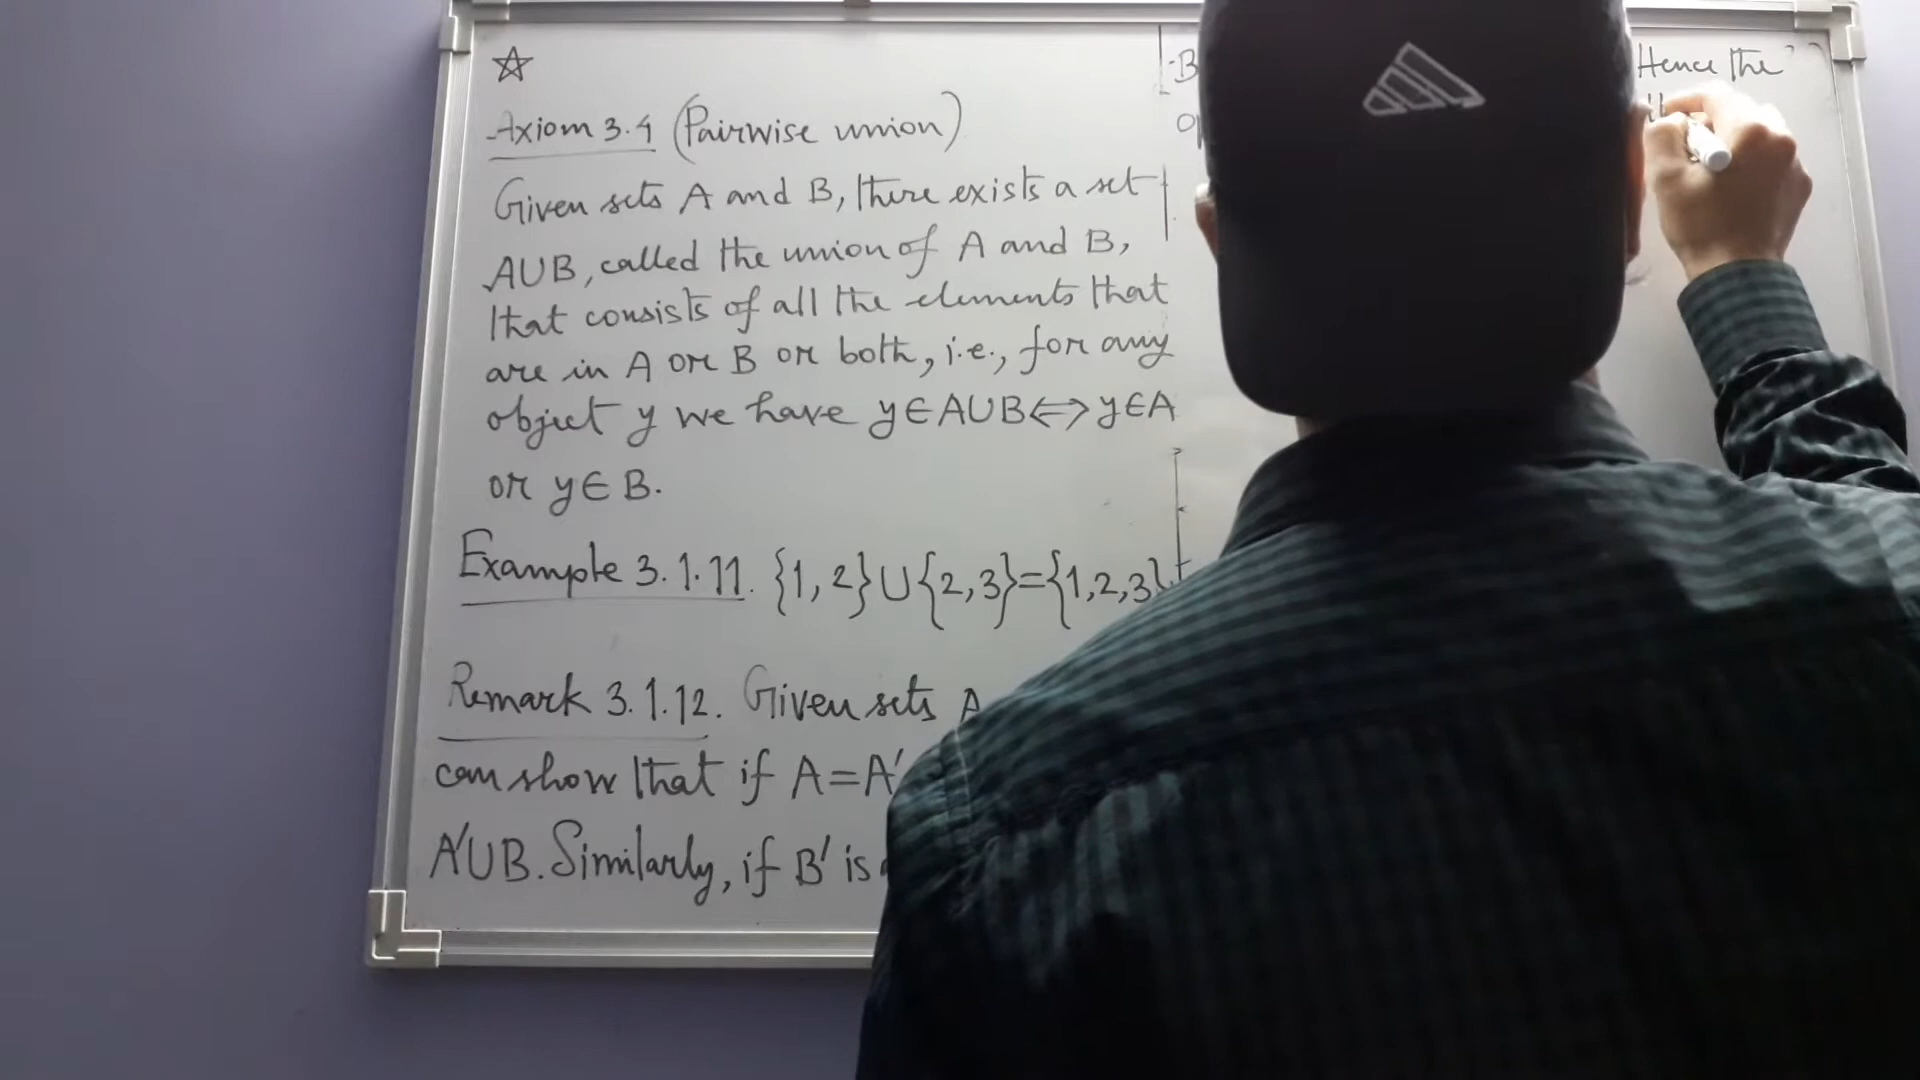 Axiom 3.4 (Pairwise union)
Given sets A and B, there exists a set
AUB, called the union of A and B,
that consists of all the elements that
are in A or B or both, i.e., for any
object y we have y∈AUB⟺y∈A
or y∈B.
Example 3.1.11. {1,2}∪{2,3}={1,2,3}
Remark 3.1.12. Given sets A
can show that if A=A'
A'UB. Similarly, if B' is
Hence the